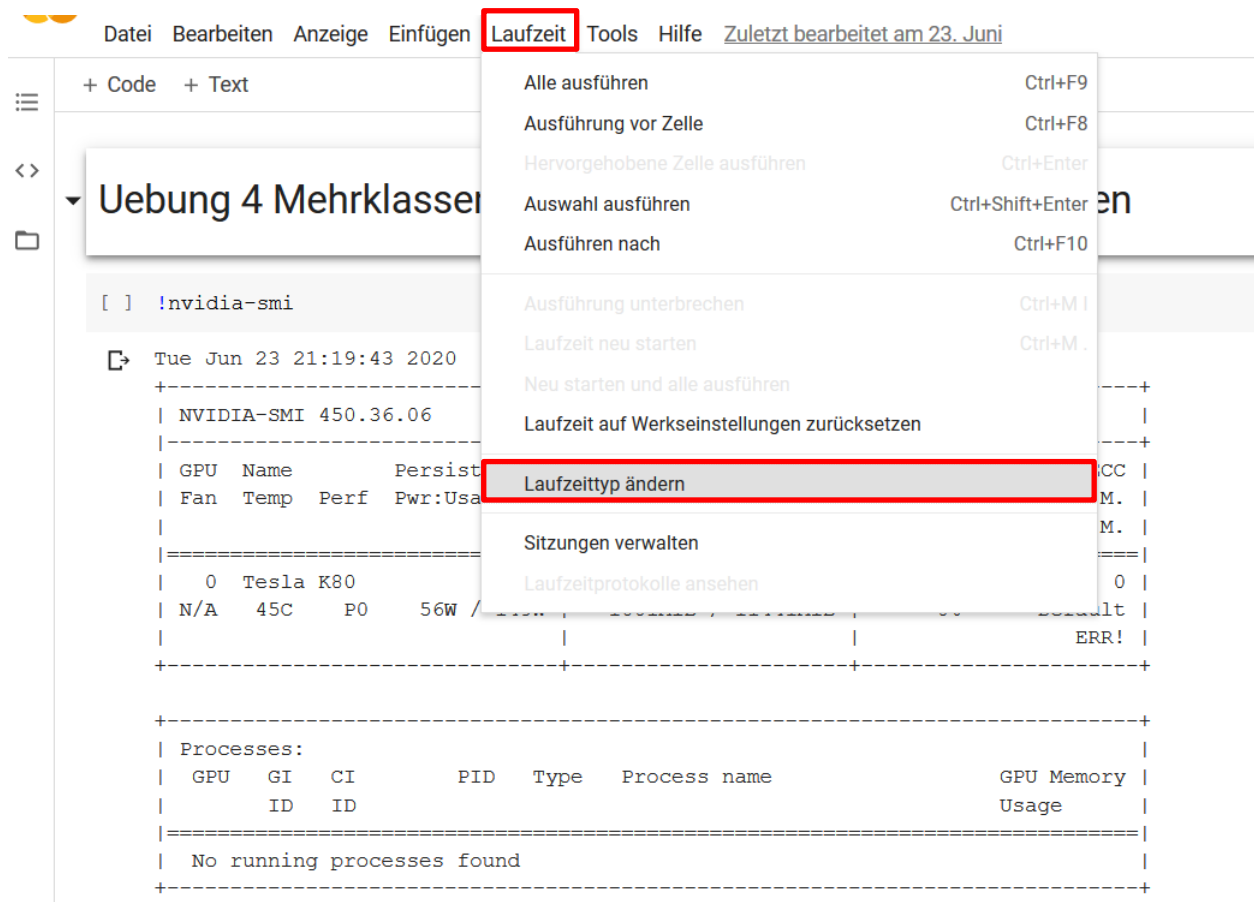 Datei Bearbeiten Anzeige Einfügen Laufzeit Tools Hilfe Zuletzt bearbeitet am 23. Juni
+ Code + Text
Alle ausführen Ctrl+F9
Ausführung vor Zelle Ctrl+F8
Hervorgehobene Zelle ausführen Ctrl+Enter
Auswahl ausführen Ctrl+Shift+Enter
Ausführen nach Ctrl+F10
Ausführung unterbrechen Ctrl+M I
Laufzeit neu starten Ctrl+M .
Neu starten und alle ausführen
Laufzeit auf Werkseinstellungen zurücksetzen
Laufzeittyp ändern
Sitzungen verwalten
Laufzeitprotokolle ansehen
Uebung 4
[ ] !nvidia-smi
Tue Jun 23 21:19:43 2020
+--------------------------
| NVIDIA-SMI 450.36.06 |
|--------------------------
| GPU Name
| Fan Temp Perf M. |
| M. |
|==========================
| 0 Tesla K80 0 |
| N/A 45C P0 56W /
| | | ERR! |
+-------------------------------+----------------------+----------------------+
+-----------------------------------------------------------------------------+
| Processes: |
| GPU GI CI PID Type Process name GPU Memory |
| ID ID Usage |
|=============================================================================|
| No running processes found |
+-----------------------------------------------------------------------------+